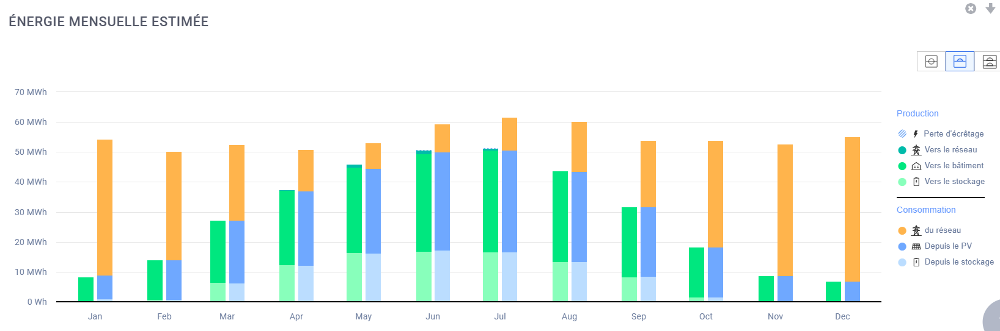 ÉNERGIE MENSUELLE ESTIMÉE
70 MWh
60 MWh
50 MWh
40 MWh
30 MWh
20 MWh
10 MWh
0 Wh
Jan Feb Mar Apr May Jun Jul Aug Sep Oct Nov Dec
Production
Perte d'écrêtage
Vers le réseau
Vers le bâtiment
Vers le stockage
Consommation
du réseau
Depuis le PV
Depuis le stockage